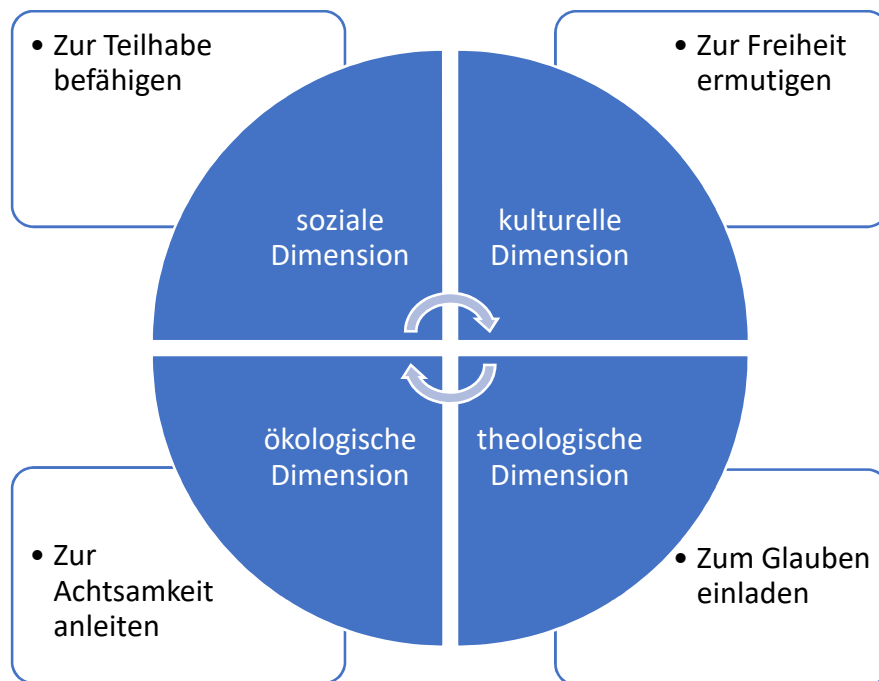 • Zur Teilhabe
befähigen
• Zur Freiheit
ermutigen
soziale
Dimension
kulturelle
Dimension
ökologische
Dimension
theologische
Dimension
• Zur
Achtsamkeit
anleiten
• Zum Glauben
einladen